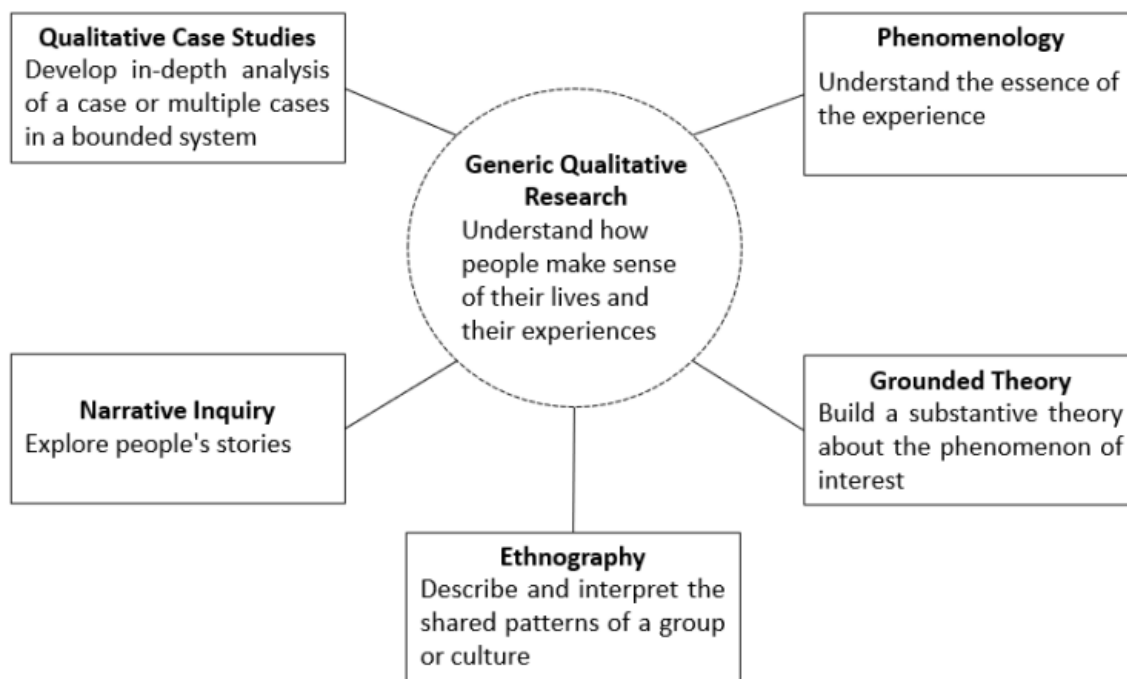 Qualitative Case Studies
Develop in-depth analysis
of a case or multiple cases
in a bounded system
Phenomenology
Understand the essence of
the experience
Generic Qualitative
Research
Understand how
people make sense
of their lives and
their experiences
Narrative Inquiry
Explore people's stories
Grounded Theory
Build a substantive theory
about the phenomenon of
interest
Ethnography
Describe and interpret the
shared patterns of a group
or culture